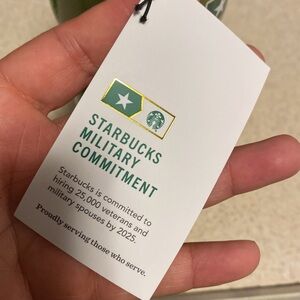 STARBUCKS
MILITARY
COMMITMENT
Starbucks is committed to
hiring 25,000 veterans and
military spouses by 2025.
Proudly serving those who serve.